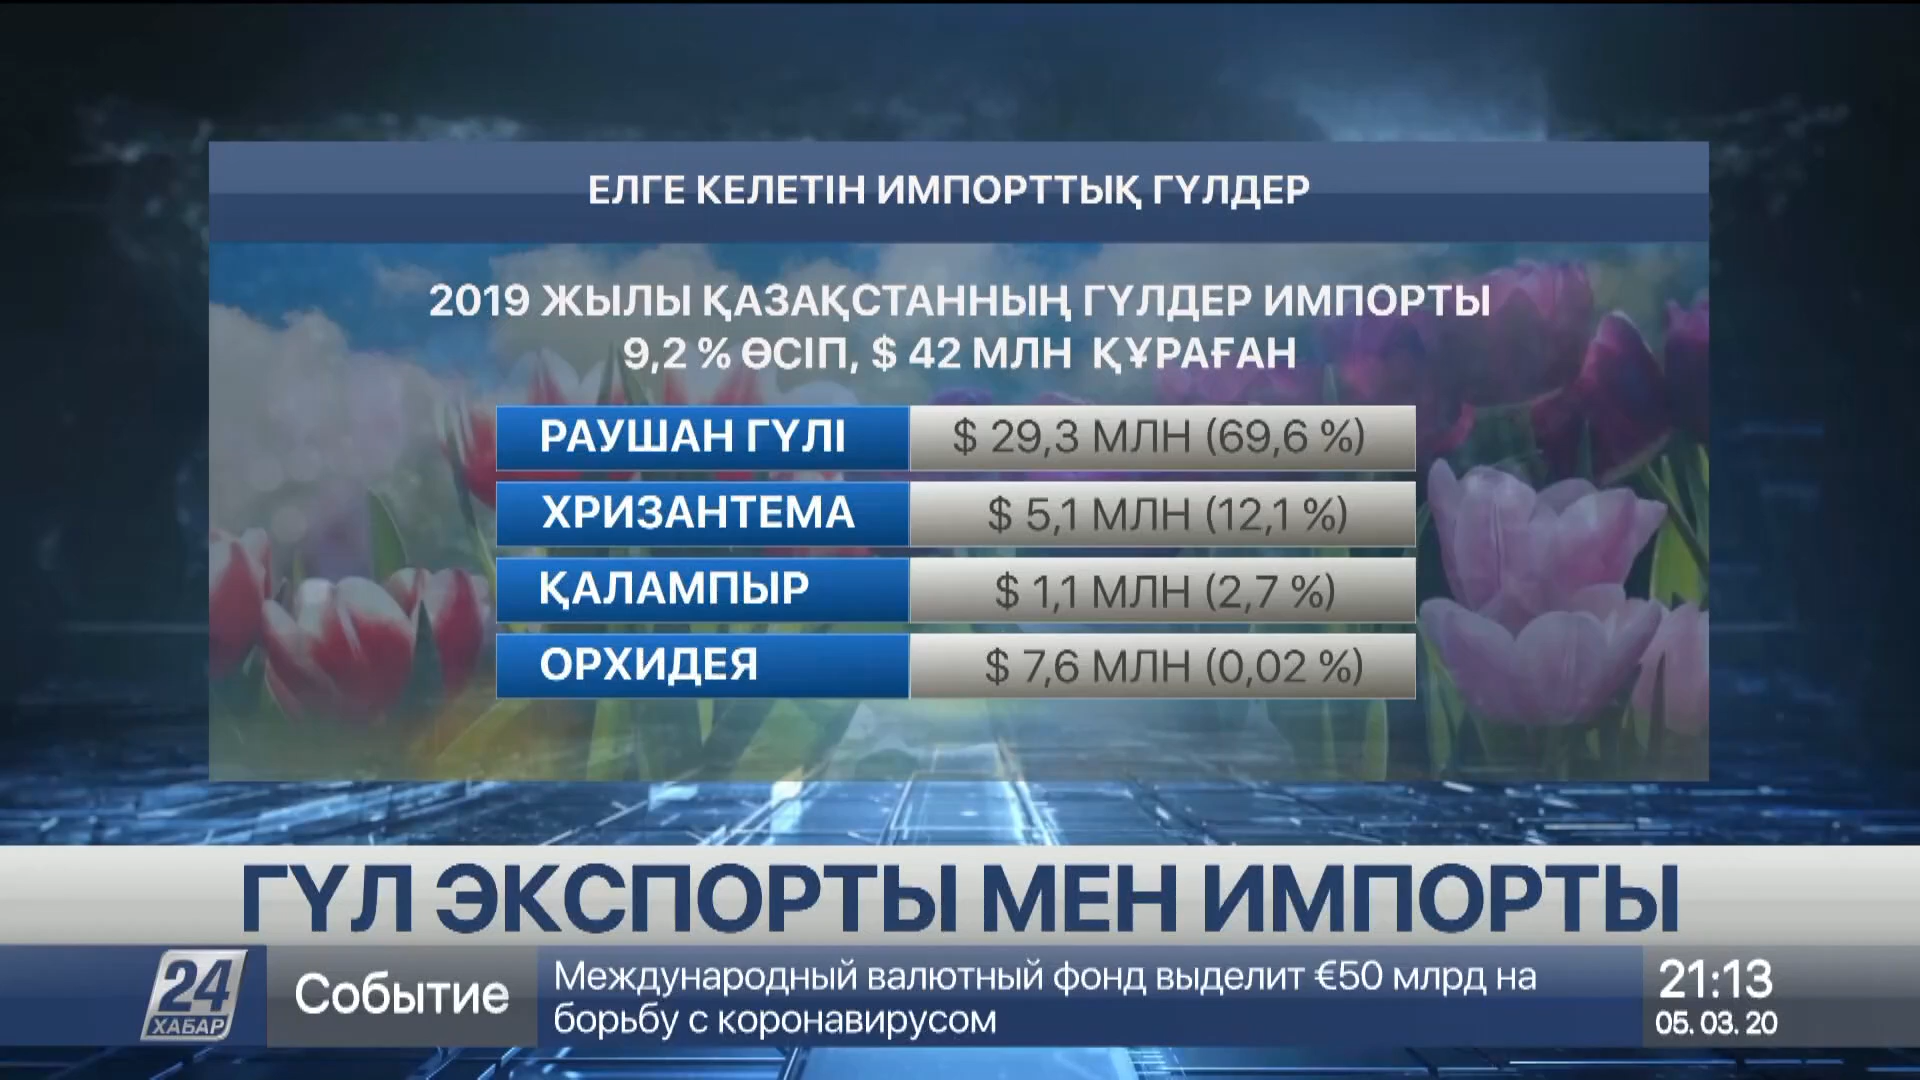 ЕЛГЕ КЕЛЕТІН ИМПОРТТЫҚ ГҮЛДЕР
2019 ЖЫЛЫ ҚАЗАҚСТАННЫҢ ГҮЛДЕР ИМПОРТЫ
9,2 % ӨСІП, $ 42 МЛН ҚҰРАҒАН
РАУШАН ГҮЛІ $ 29,3 МЛН (69,6 %)
ХРИЗАНТЕМА $ 5,1 МЛН (12,1 %)
ҚАЛАМПЫР $ 1,1 МЛН (2,7 %)
ОРХИДЕЯ $ 7,6 МЛН (0,02 %)
ГҮЛ ЭКСПОРТЫ МЕН ИМПОРТЫ
24
ХАБАР
Событие
Международный валютный фонд выделит €50 млрд на
борьбу с коронавирусом
21:13
05. 03. 20